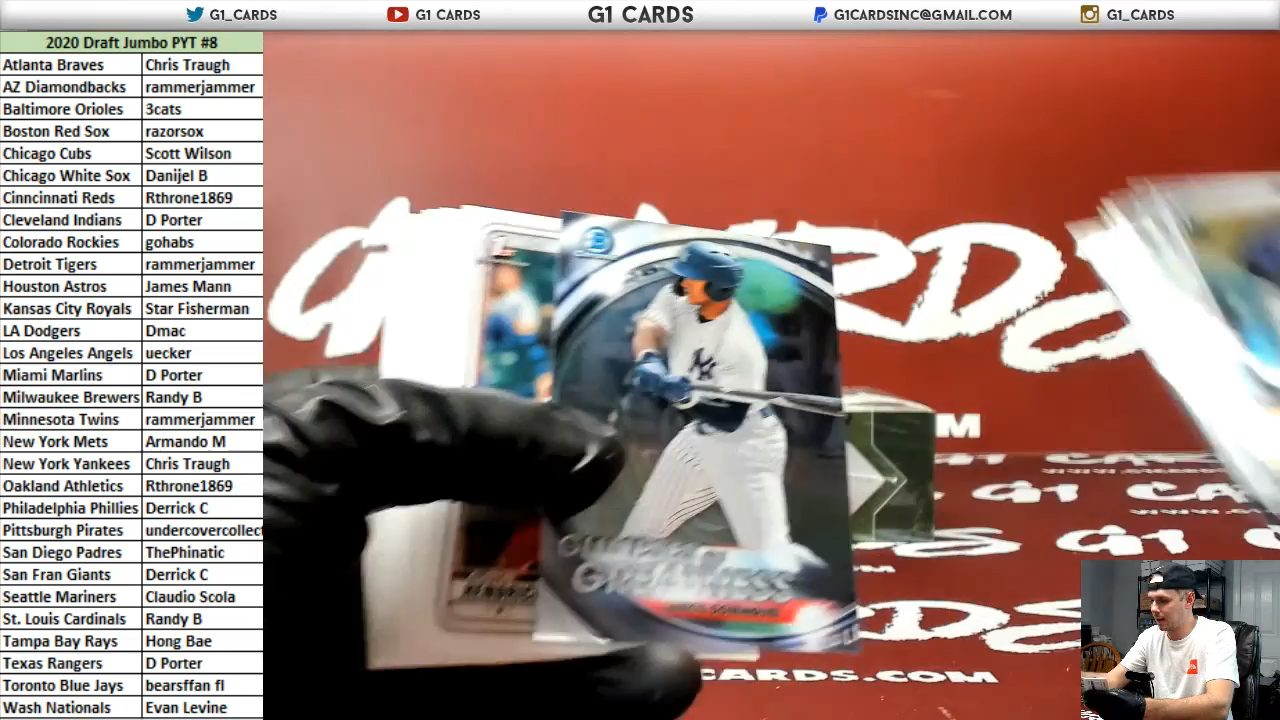 G1_CARDS
G1 CARDS
G1 CARDS
G1CARDSINC@GMAIL.COM
G1_CARDS
2020 Draft Jumbo PYT #8
Atlanta Braves Chris Traugh
AZ Diamondbacks rammerjammer
Baltimore Orioles 3cats
Boston Red Sox razorsox
Chicago Cubs Scott Wilson
Chicago White Sox Danijel B
Cinncinnati Reds Rthrone1869
Cleveland Indians D Porter
Colorado Rockies gohabs
Detroit Tigers rammerjammer
Houston Astros James Mann
Kansas City Royals Star Fisherman
LA Dodgers Dmac
Los Angeles Angels uecker
Miami Marlins D Porter
Milwaukee Brewers Randy B
Minnesota Twins rammerjammer
New York Mets Armando M
New York Yankees Chris Traugh
Oakland Athletics Rthrone1869
Philadelphia Phillies Derrick C
Pittsburgh Pirates undercovercollect
San Diego Padres ThePhinatic
San Fran Giants Derrick C
Seattle Mariners Claudio Scola
St. Louis Cardinals Randy B
Tampa Bay Rays Hong Bae
Texas Rangers D Porter
Toronto Blue Jays bearsffan fl
Wash Nationals Evan Levine
GREATNESS
G1 CARDS
CARDS.COM